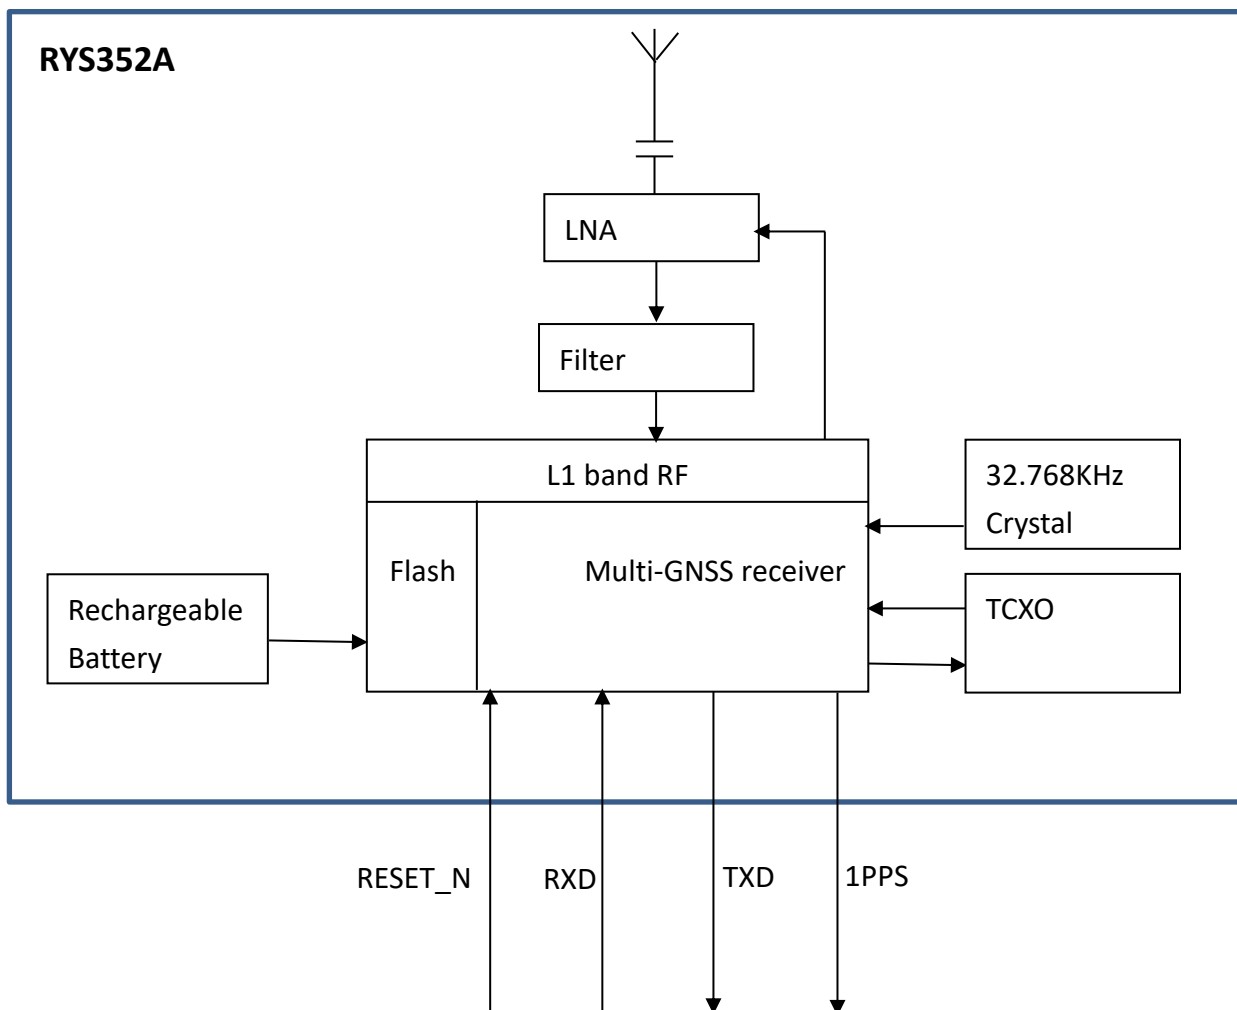 RYS352A
LNA
Filter
L1 band RF
32.768KHz
Crystal
Flash
Multi-GNSS receiver
Rechargeable
Battery
TCXO
RESET_N
RXD
TXD
1PPS